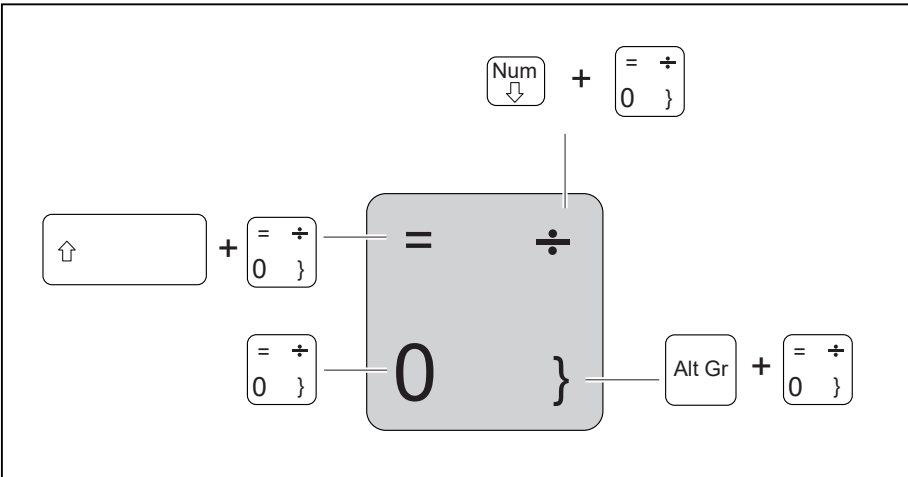 Num + = ÷
⇩ 0 }
⇧ + = ÷
0 }
= ÷
0 }
= ÷
0 }
Alt Gr + = ÷
0 }